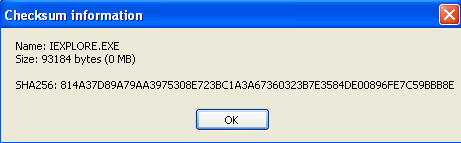 Checksum information
Name: IEXPLORE.EXE
Size: 93184 bytes (0 MB)
SHA256: 814A37D89A79AA3975308E723BC1A3A67360323B7E3584DE00896FE7C59BBB8E
OK